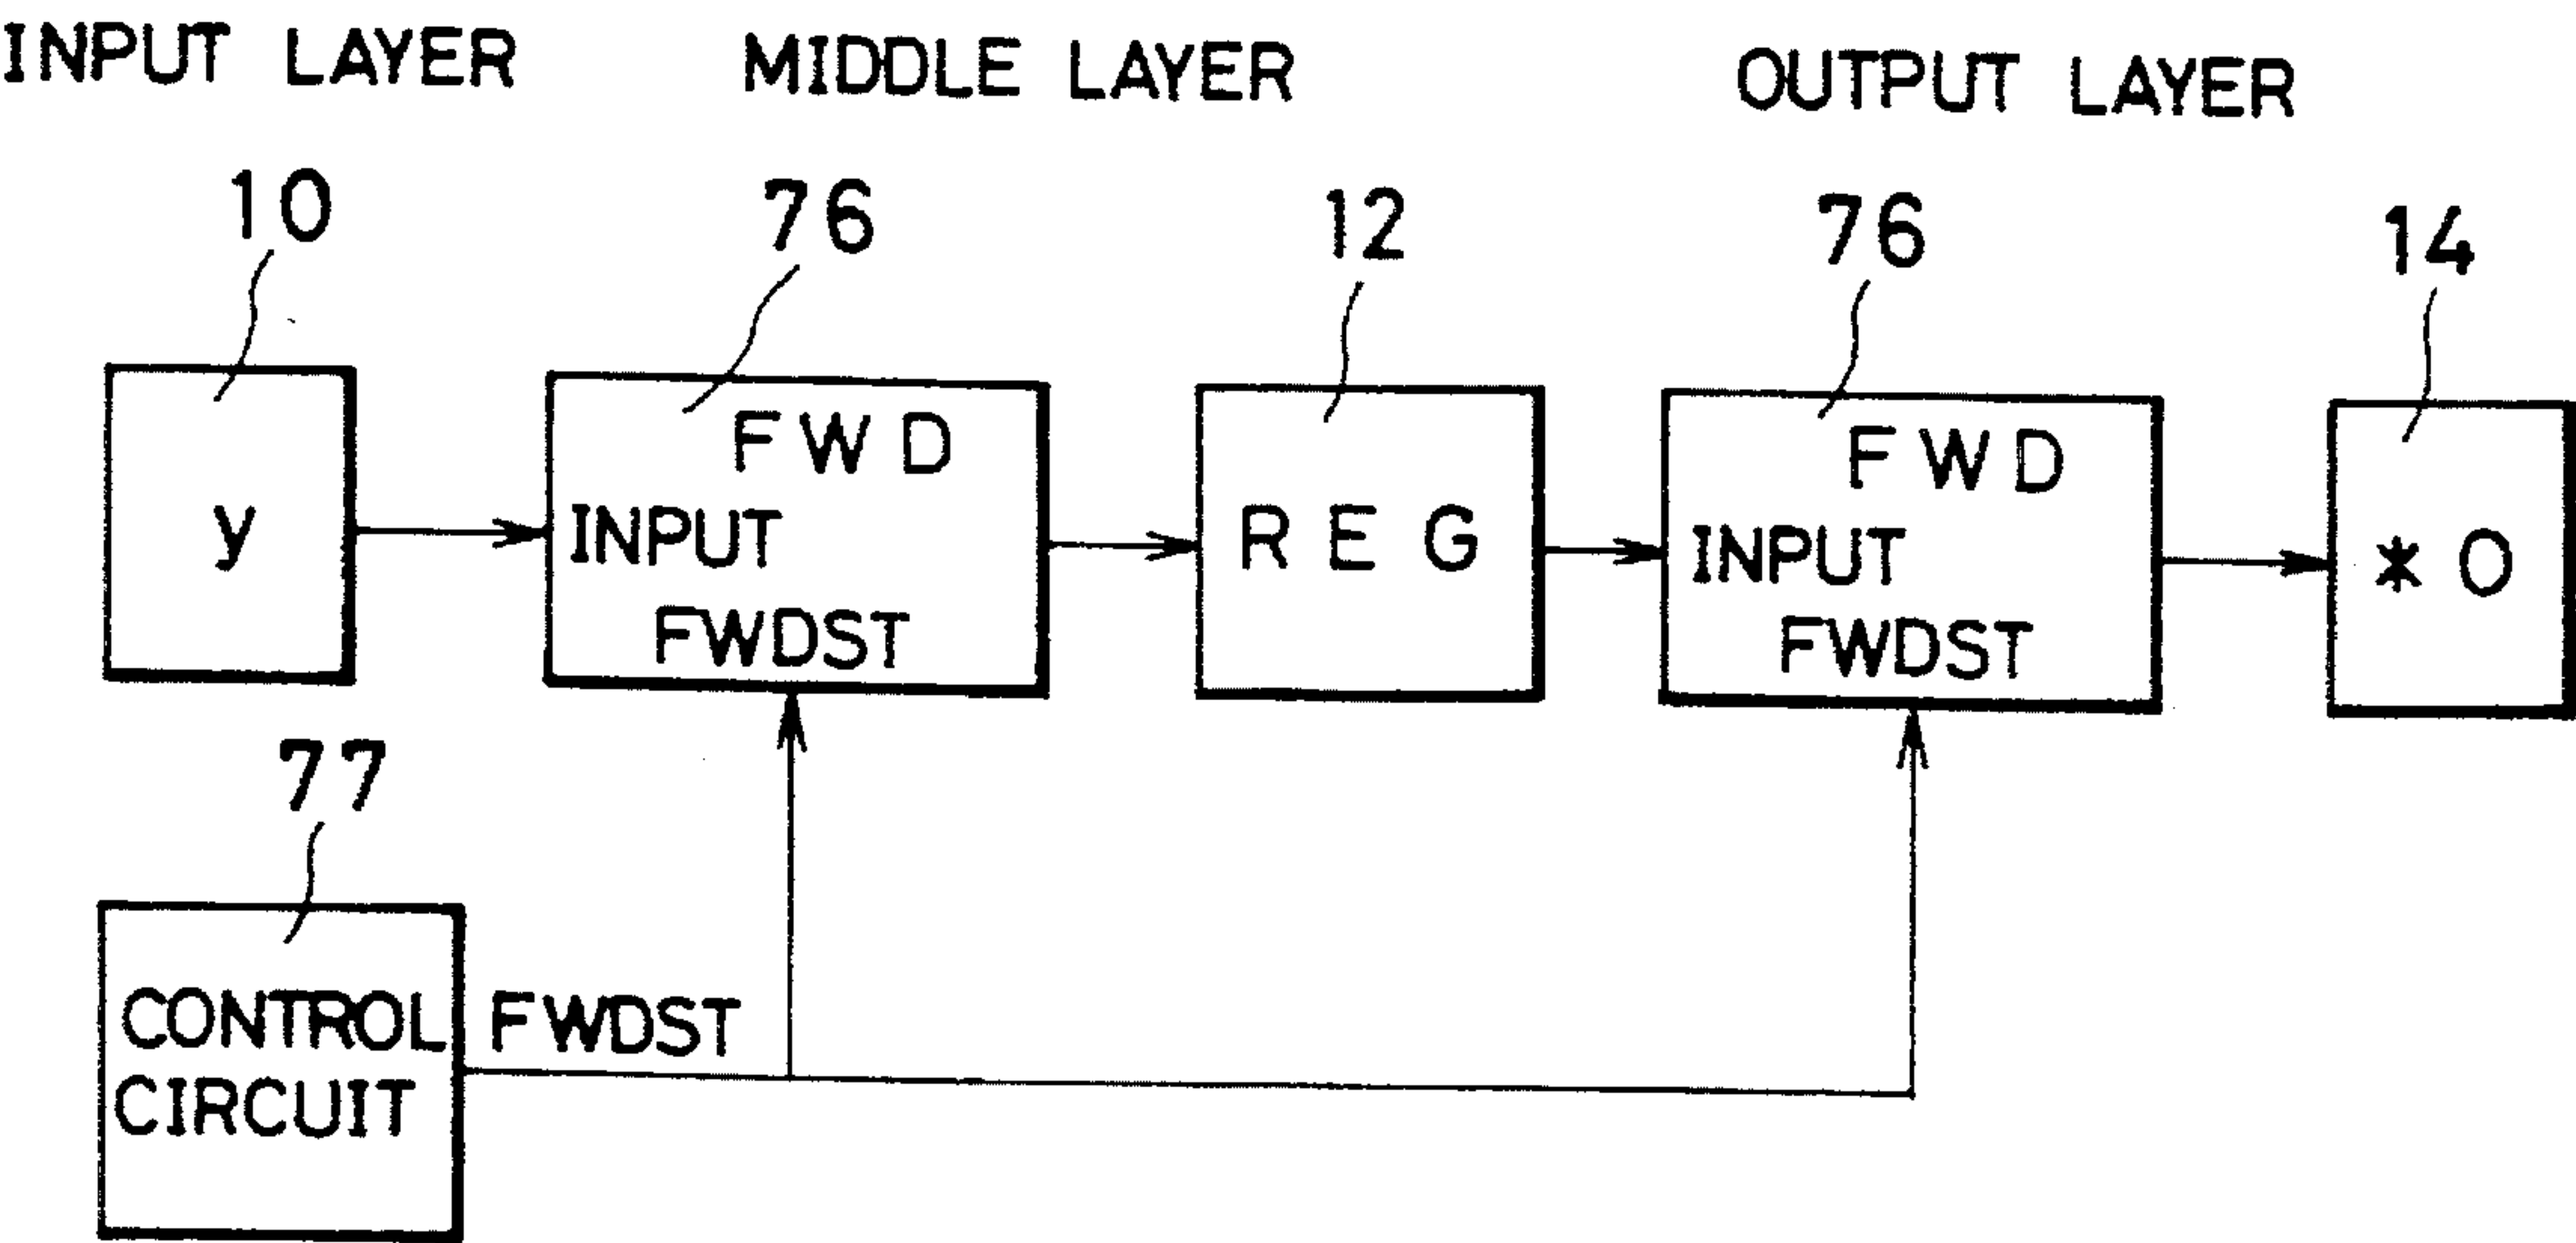 INPUT LAYER
MIDDLE LAYER
OUTPUT LAYER
10
76
12
76
14
y
FWD
INPUT
FWDST
REG
FWD
INPUT
FWDST
* O
77
CONTROL
CIRCUIT
FWDST